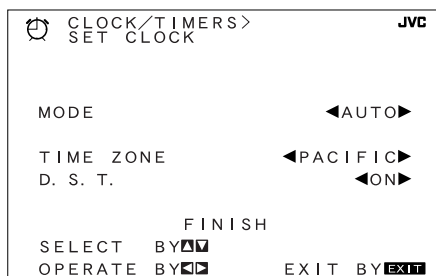 CLOCK/TIMERS> JVC
SET CLOCK
MODE ◀AUTO▶
TIME ZONE ◀PACIFIC▶
D. S. T. ◀ON▶
FINISH
SELECT BY▲▼
OPERATE BY◀▶ EXIT BY EXIT